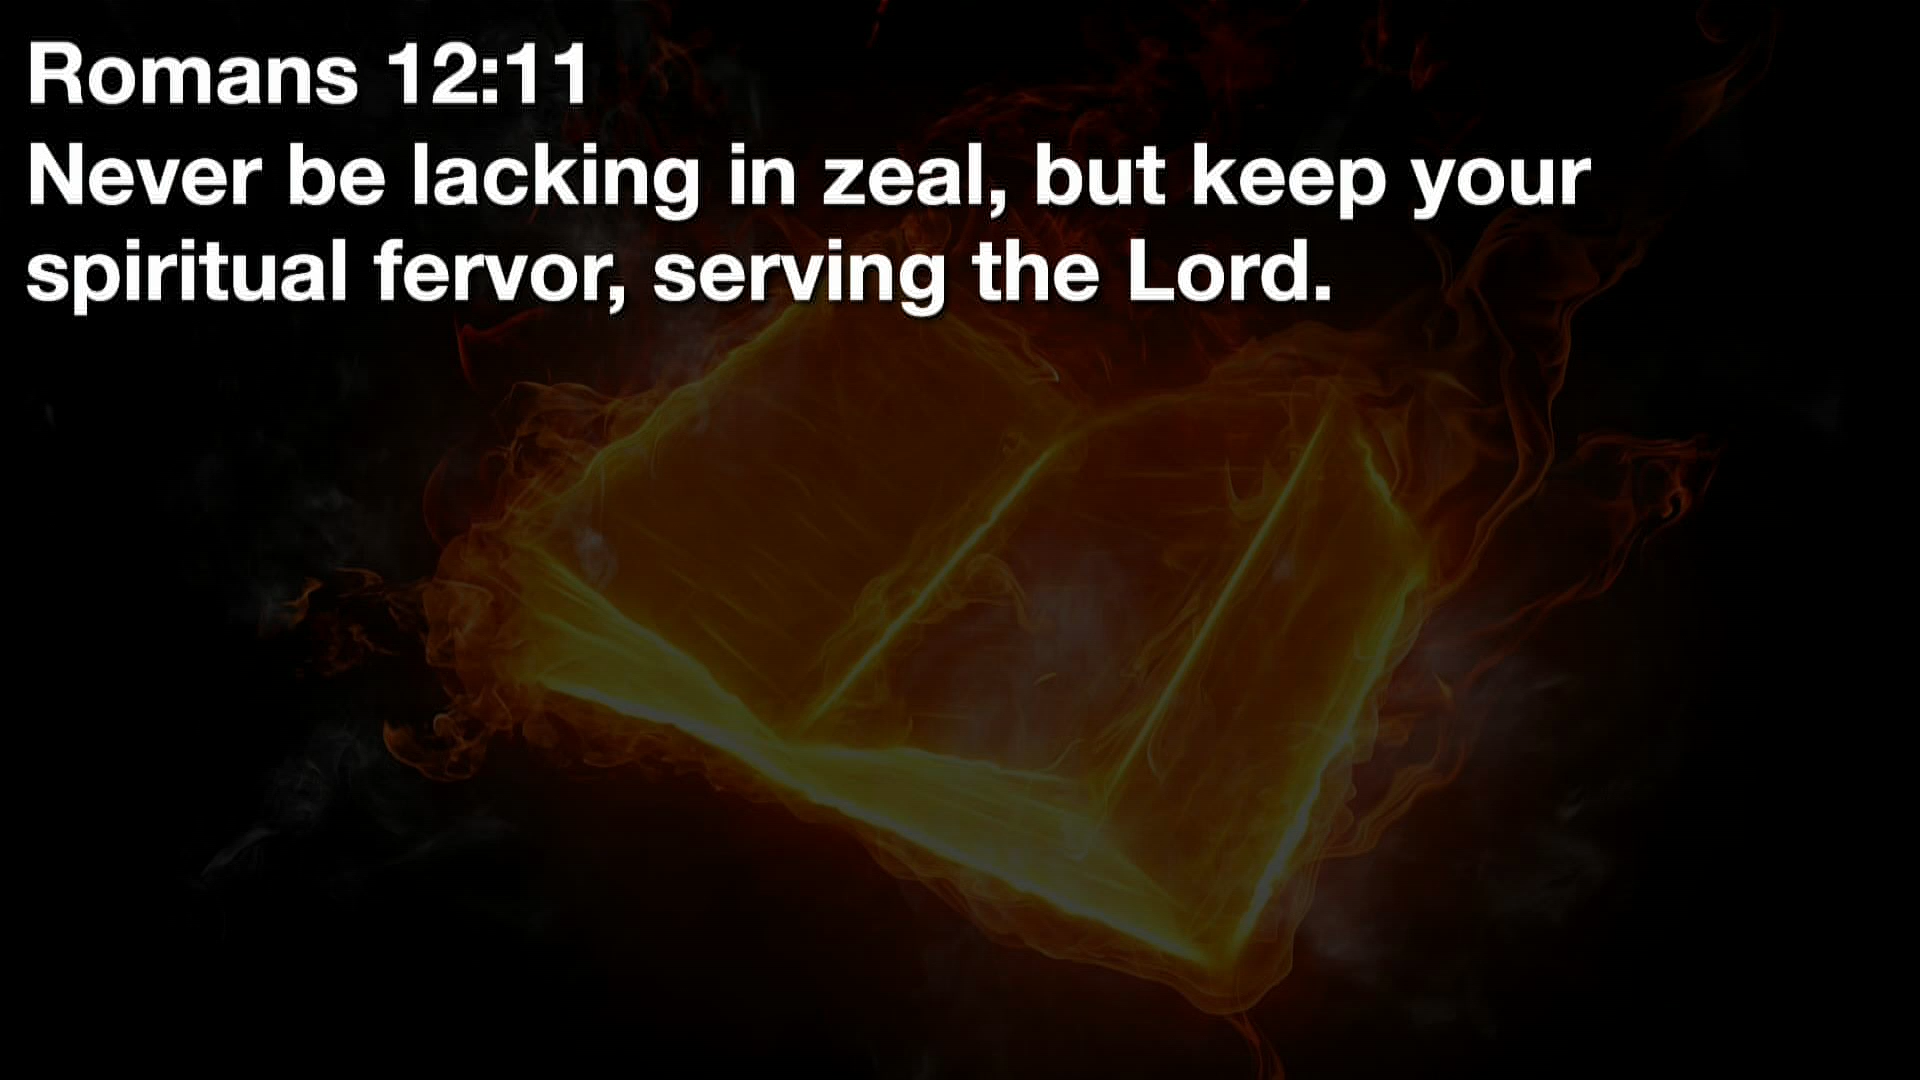 Romans 12:11
Never be lacking in zeal, but keep your
spiritual fervor, serving the Lord.